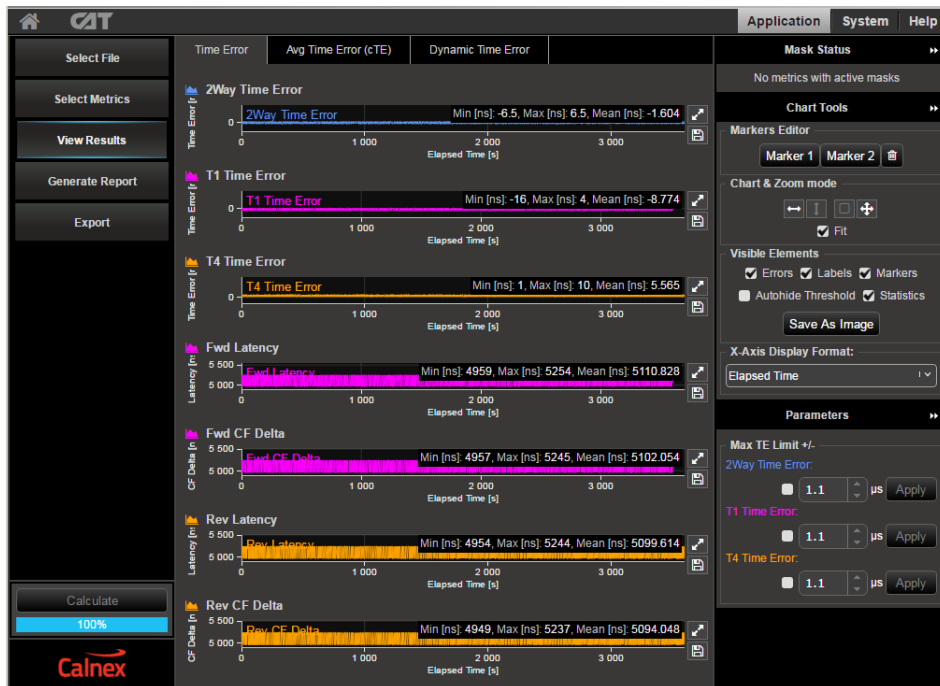 CAT
Application System Help
Select File
Select Metrics
View Results
Generate Report
Export
Calculate
100%
Calnex
Time Error Avg Time Error (cTE) Dynamic Time Error
2Way Time Error
Time Error [n
2Way Time Error Min [ns]: -6.5, Max [ns]: 6.5, Mean [ns]: -1.604
0
0 1 000 2 000 3 000
Elapsed Time [s]
T1 Time Error
Time Error [n
T1 Time Error Min [ns]: -16, Max [ns]: 4, Mean [ns]: -8.774
0
0 1 000 2 000 3 000
Elapsed Time [s]
T4 Time Error
Time Error [n
T4 Time Error Min [ns]: 1, Max [ns]: 10, Mean [ns]: 5.565
0
0 1 000 2 000 3 000
Elapsed Time [s]
Fwd Latency
Latency [ns
5 500
Fwd Latency Min [ns]: 4959, Max [ns]: 5254, Mean [ns]: 5110.828
5 000
0 1 000 2 000 3 000
Elapsed Time [s]
Fwd CF Delta
CF Delta [n
5 500
Fwd CF Delta Min [ns]: 4957, Max [ns]: 5245, Mean [ns]: 5102.054
5 000
0 1 000 2 000 3 000
Elapsed Time [s]
Rev Latency
Latency [ns
5 500
Rev Latency Min [ns]: 4954, Max [ns]: 5244, Mean [ns]: 5099.614
5 000
0 1 000 2 000 3 000
Elapsed Time [s]
Rev CF Delta
CF Delta [n
5 500
Rev CF Delta Min [ns]: 4949, Max [ns]: 5237, Mean [ns]: 5094.048
5 000
0 1 000 2 000 3 000
Elapsed Time [s]
Mask Status
No metrics with active masks
Chart Tools
Markers Editor
Marker 1 Marker 2
Chart & Zoom mode
Fit
Visible Elements
Errors Labels Markers
Autohide Threshold Statistics
Save As Image
X-Axis Display Format:
Elapsed Time
Parameters
Max TE Limit +/-
2Way Time Error:
1.1 µs Apply
T1 Time Error:
1.1 µs Apply
T4 Time Error:
1.1 µs Apply